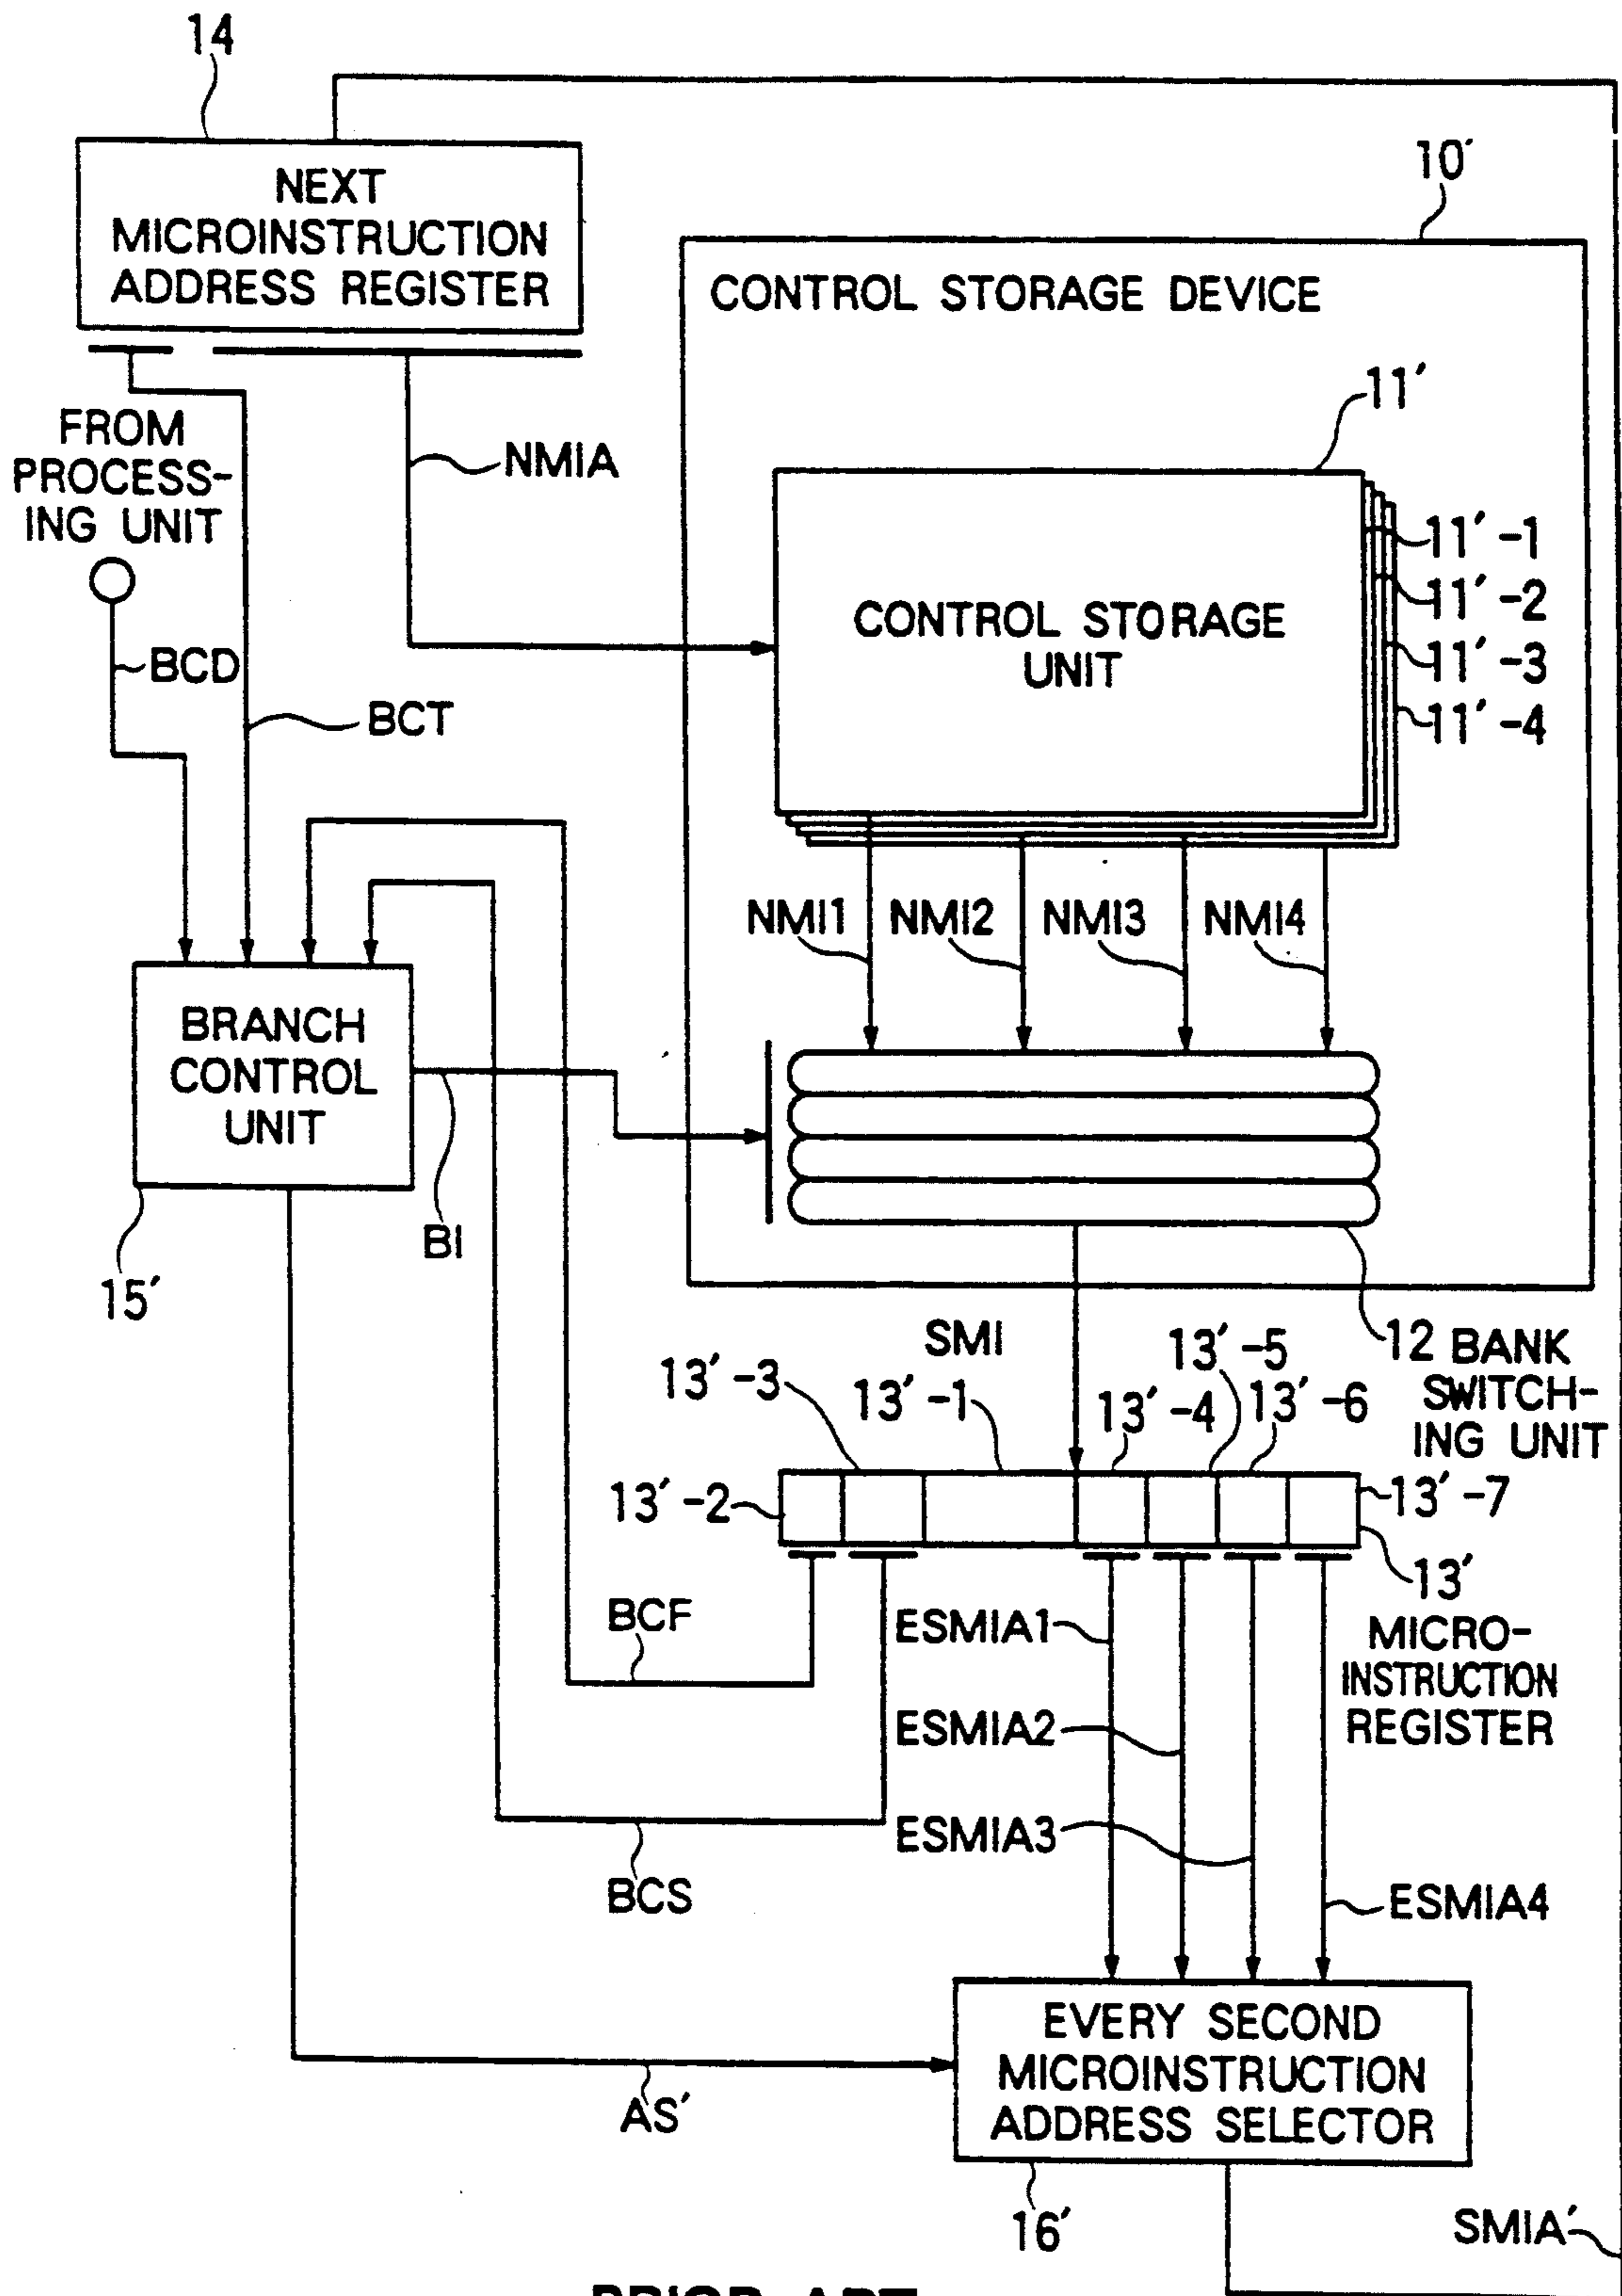 14
NEXT
MICROINSTRUCTION
ADDRESS REGISTER
10′
CONTROL STORAGE DEVICE
11′
FROM
PROCESS-
ING UNIT
NMIA
11′-1
11′-2
11′-3
11′-4
CONTROL STORAGE
UNIT
BCD
BCT
NMI1
NMI2
NMI3
NMI4
BRANCH
CONTROL
UNIT
BI
15′
12 BANK
SWITCH-
ING UNIT
SMI
13′-3
13′-1
13′-4
13′-5
13′-6
13′-2
13′-7
13′
MICRO-
INSTRUCTION
REGISTER
BCF
ESMIA1
ESMIA2
ESMIA3
BCS
ESMIA4
EVERY SECOND
MICROINSTRUCTION
ADDRESS SELECTOR
AS′
16′
SMIA′
PRIOR ART